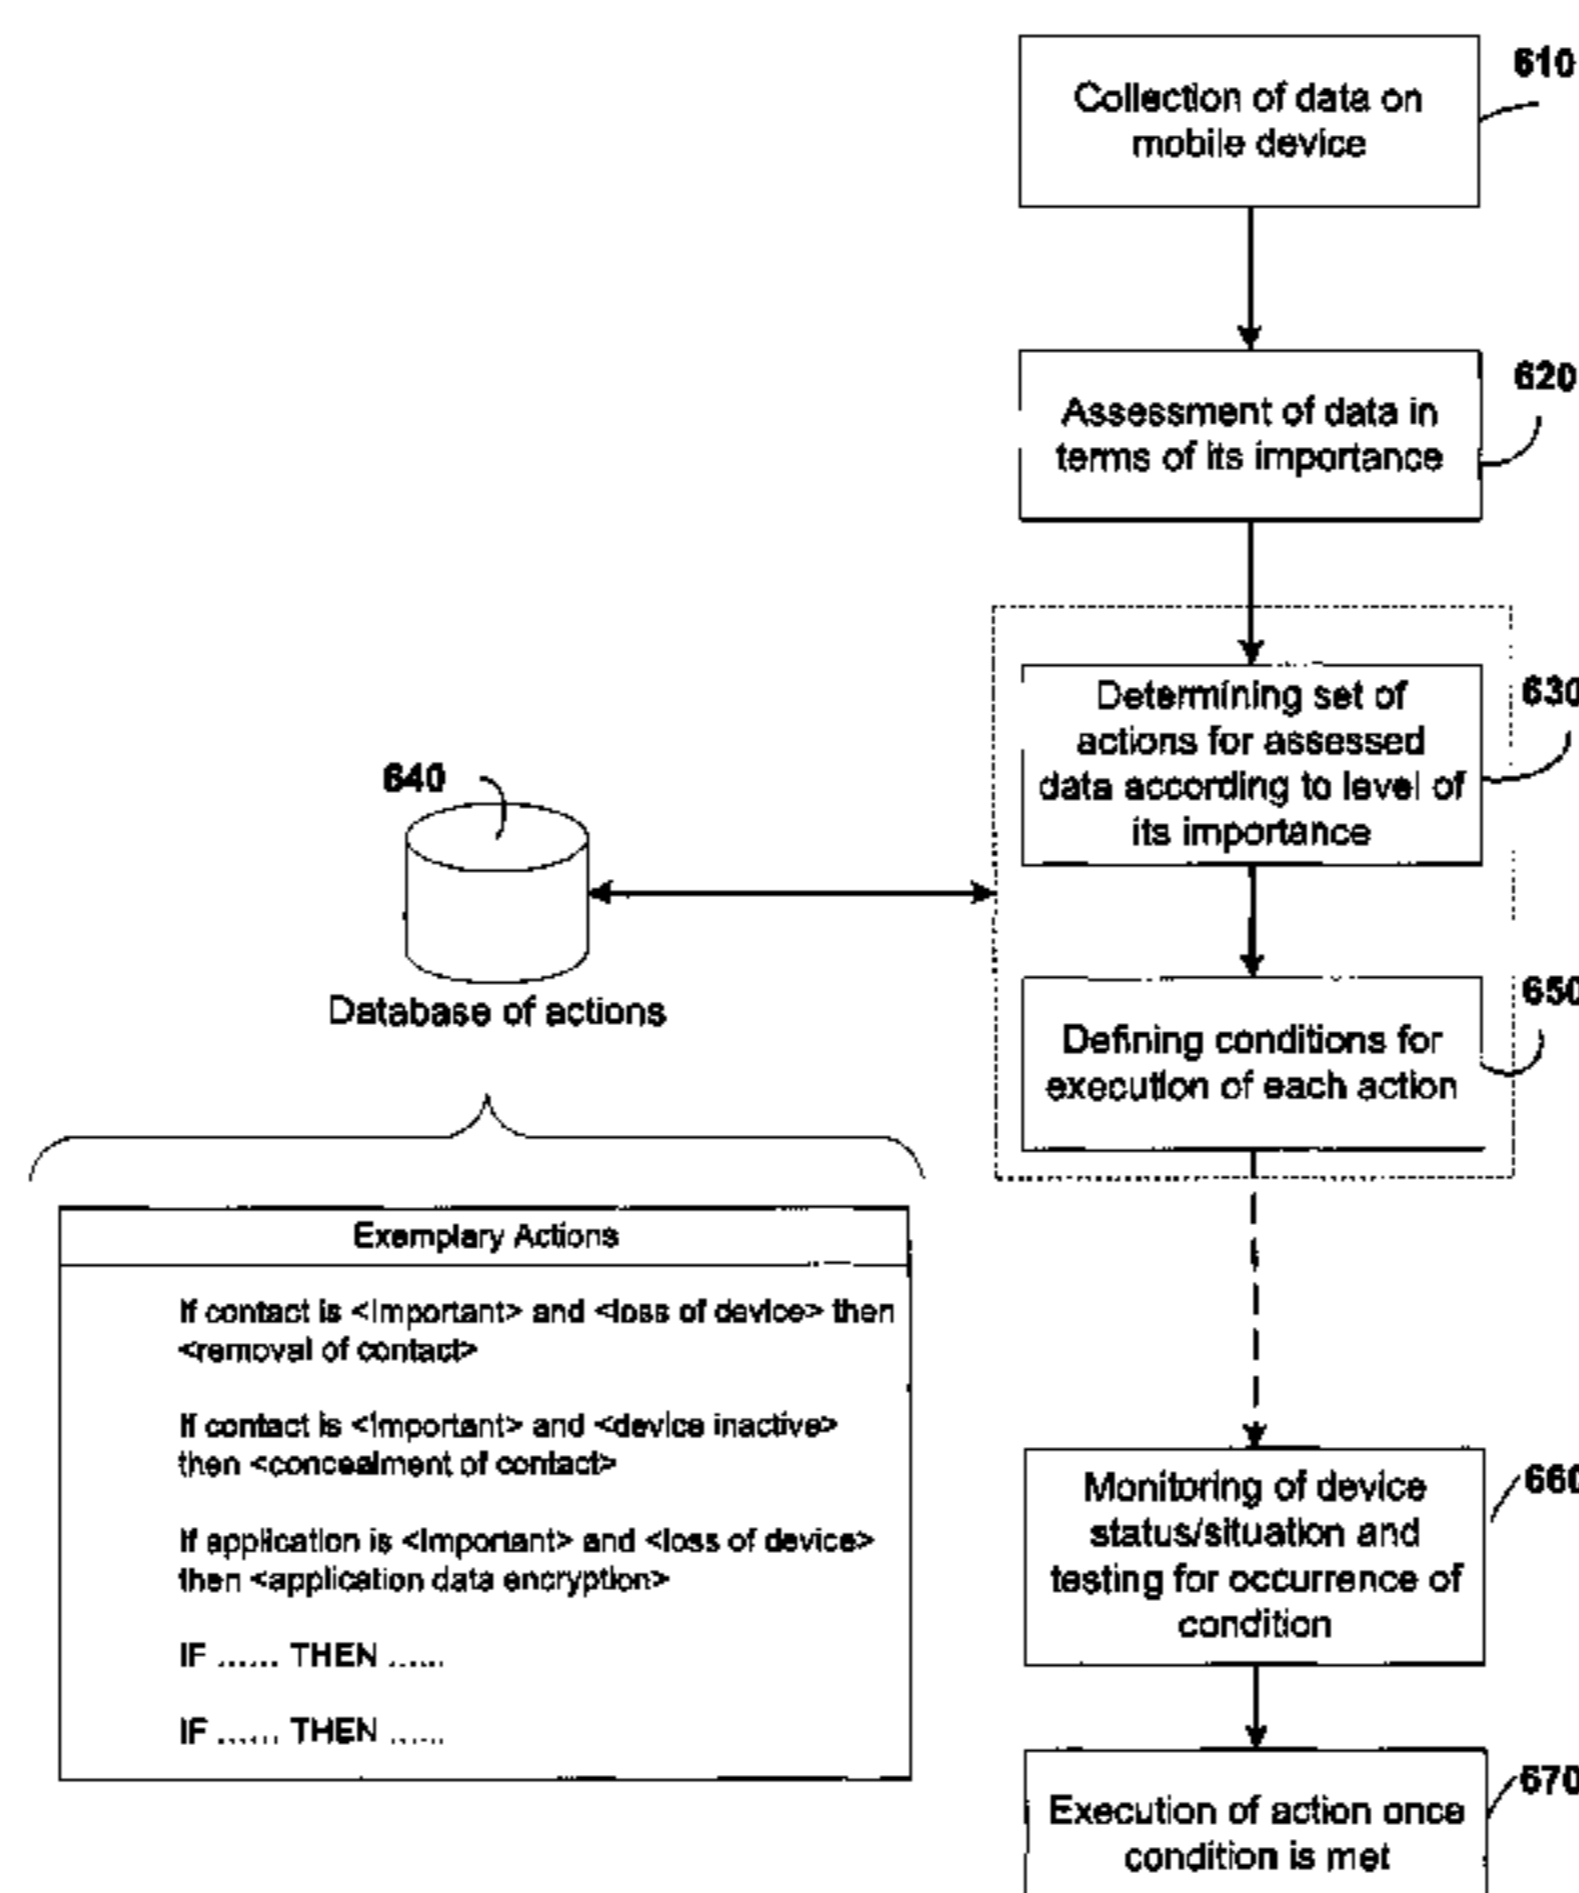 610
Collection of data on
mobile device
620
Assessment of data in
terms of its importance
630
Determining set of
actions for assessed
data according to level of
its importance
640
Database of actions
650
Defining conditions for
execution of each action
Exemplary Actions
If contact is <Important> and <loss of device> then
<removal of contact>
If contact is <Important> and <device inactive>
then <concealment of contact>
If application is <Important> and <loss of device>
then <application data encryption>
IF ...... THEN ......
IF ...... THEN ......
660
Monitoring of device
status/situation and
testing for occurrence of
condition
670
Execution of action once
condition is met